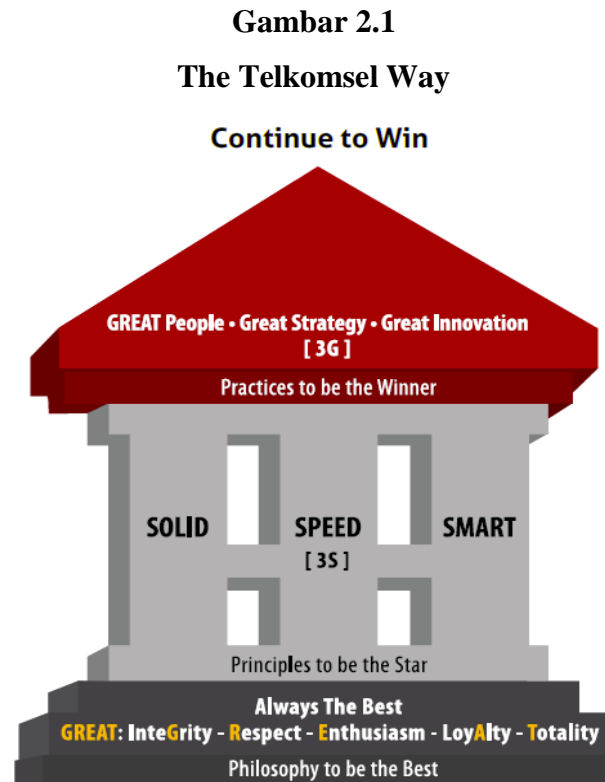 Gambar 2.1
The Telkomsel Way
Continue to Win
GREAT People • Great Strategy • Great Innovation
[ 3G ]
Practices to be the Winner
SOLID SPEED SMART
[ 3S ]
Principles to be the Star
Always The Best
GREAT: InteGrity - Respect - Enthusiasm - LoyAlty - Totality
Philosophy to be the Best